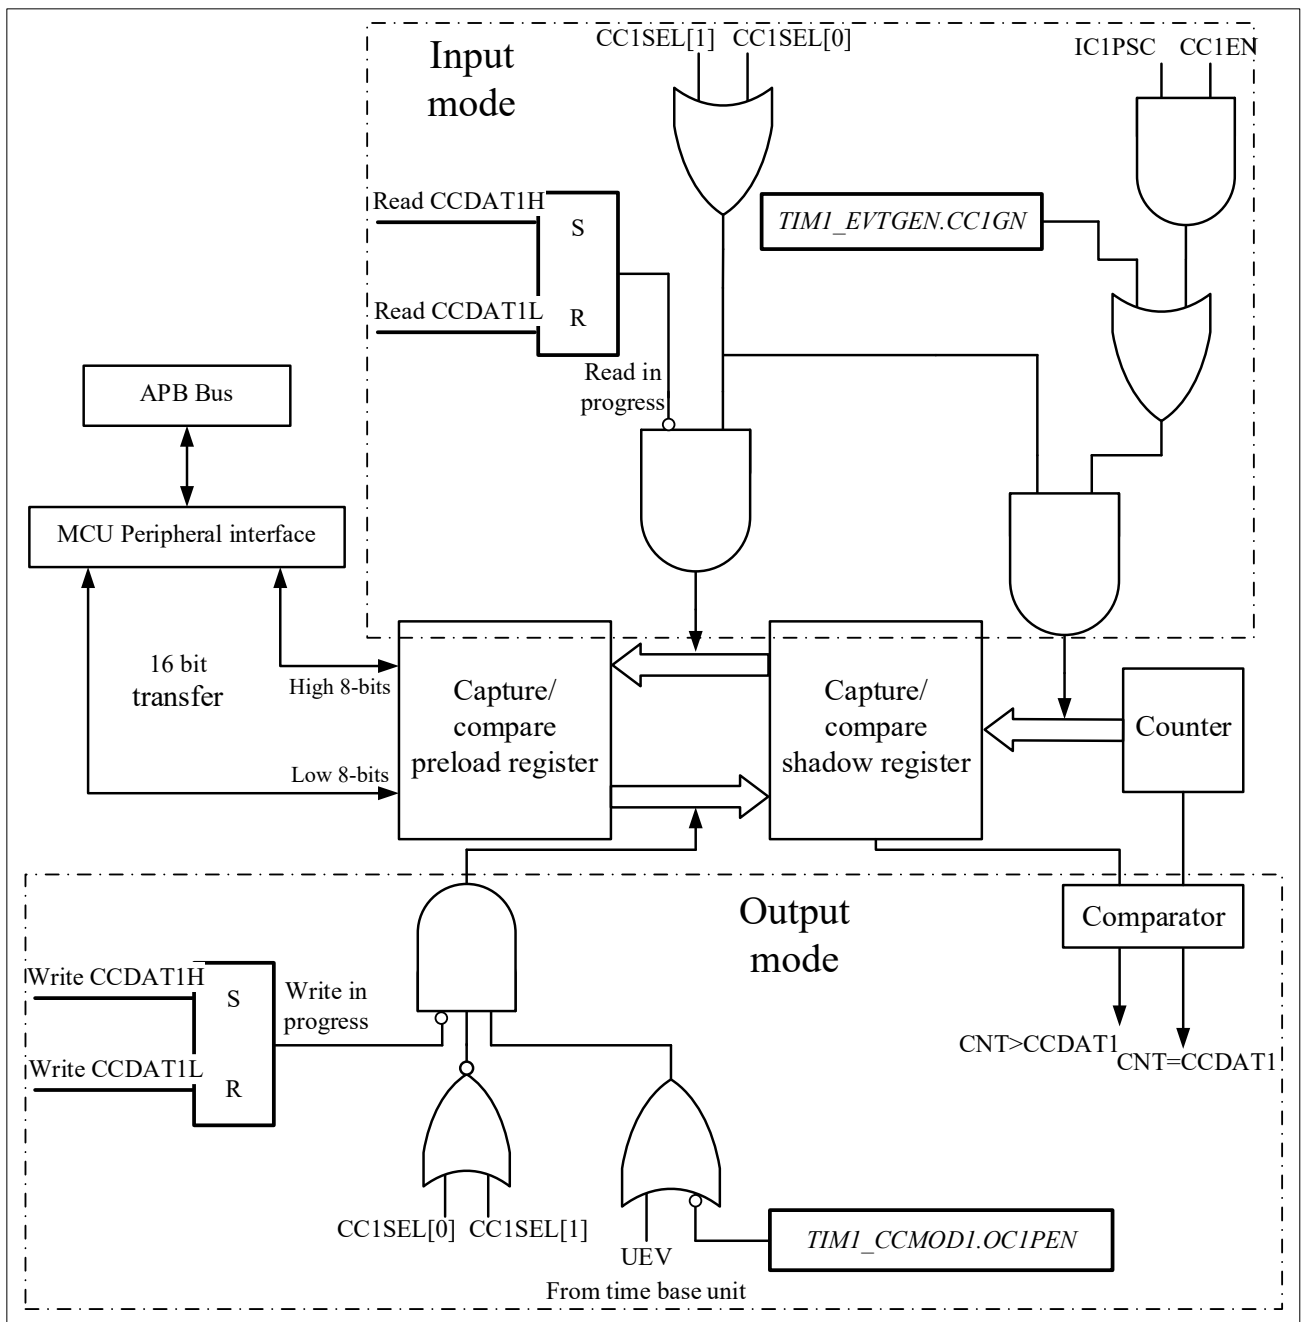 Input
mode
CC1SEL[1] CC1SEL[0]
IC1PSC CC1EN
Read CCDAT1H
S
TIM1_EVTGEN.CC1GN
Read CCDAT1L
R
Read in
progress
APB Bus
MCU Peripheral interface
16 bit
transfer
High 8-bits
Low 8-bits
Capture/
compare
preload register
Capture/
compare
shadow register
Counter
Output
mode
Comparator
Write CCDAT1H
S
Write in
progress
Write CCDAT1L
R
CNT>CCDAT1
CNT=CCDAT1
CC1SEL[0] CC1SEL[1]
UEV
TIM1_CCMOD1.OC1PEN
From time base unit